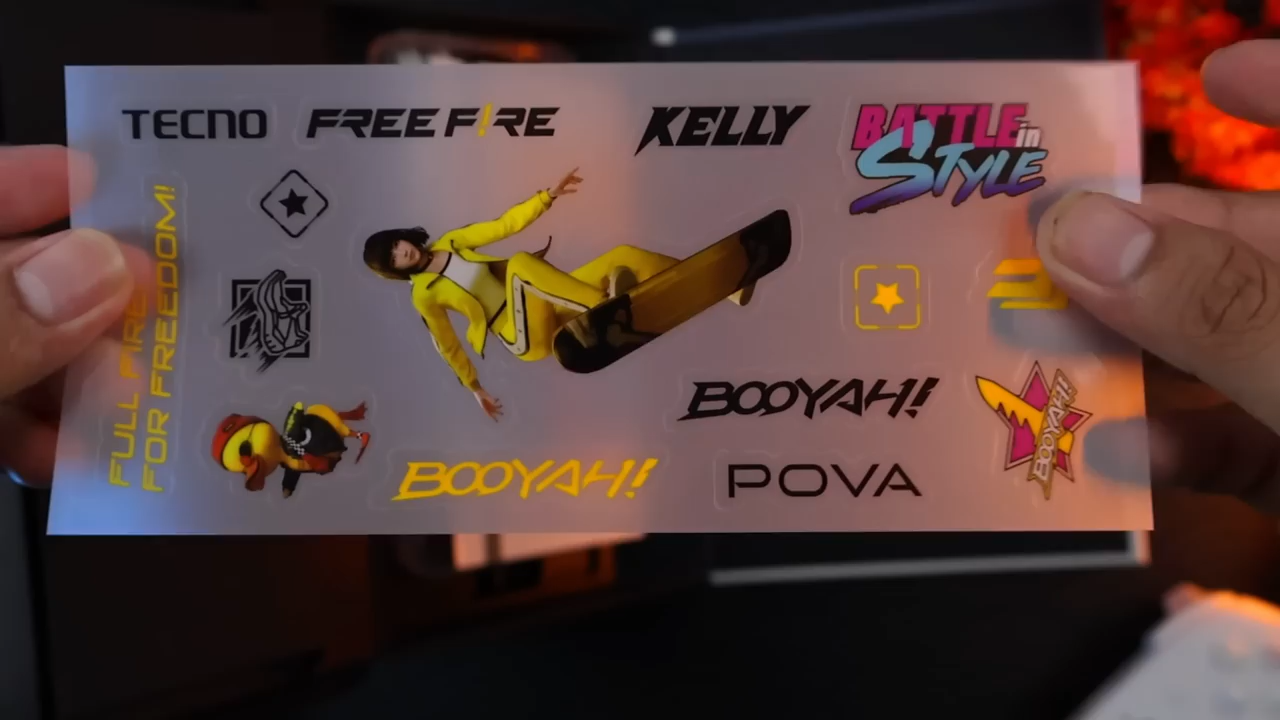 TECNO
FREE FIRE
KELLY
BATTLE in
STYLE
FULL FIRE
FOR FREEDOM!
BOOYAH!
BOOYAH!
BOOYAH!
POVA